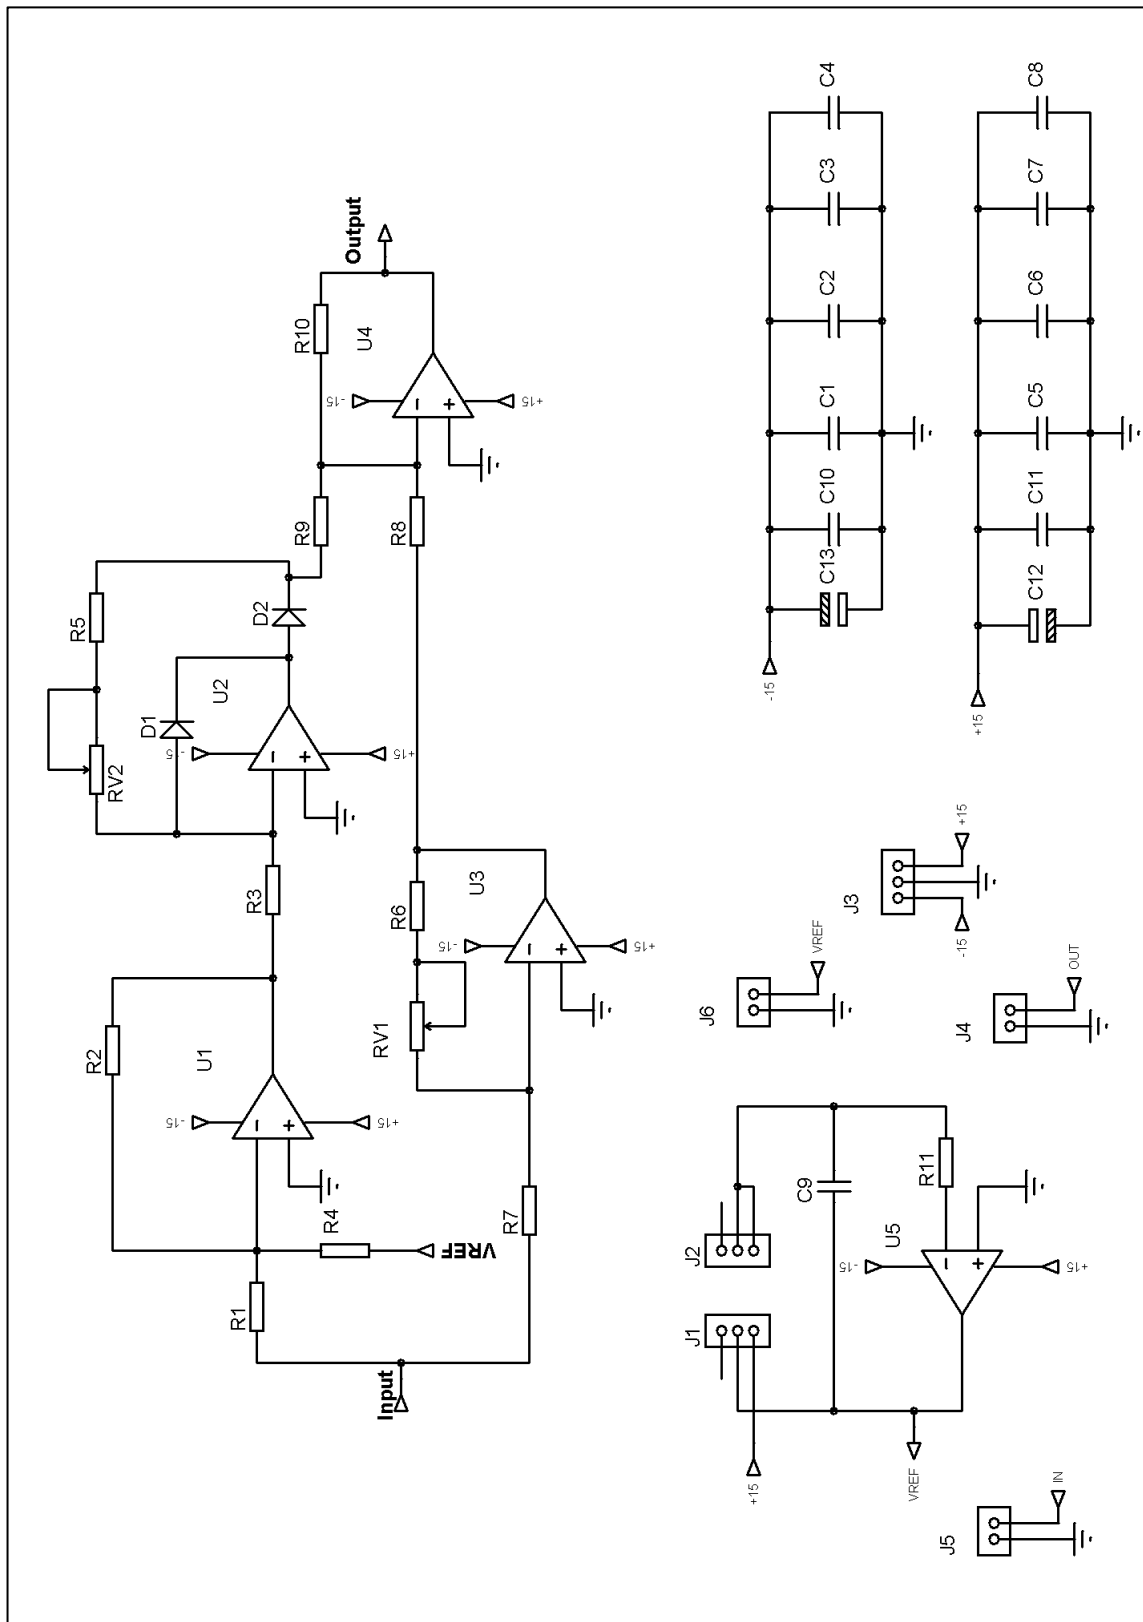 R5
RV2
D1
D2
U2
R2
R3
R9
R10
Output
U1
U4
-15
+15
-15
+15
-15
+15
R1
R4
VREF
Input
R6
R8
RV1
U3
-15
+15
R7
J1
J2
J6
VREF
+15
C9
R11
U5
-15
+15
VREF
J3
-15
+15
J4
OUT
J5
IN
-15
C13
C10
C1
C2
C3
C4
+15
C12
C11
C5
C6
C7
C8